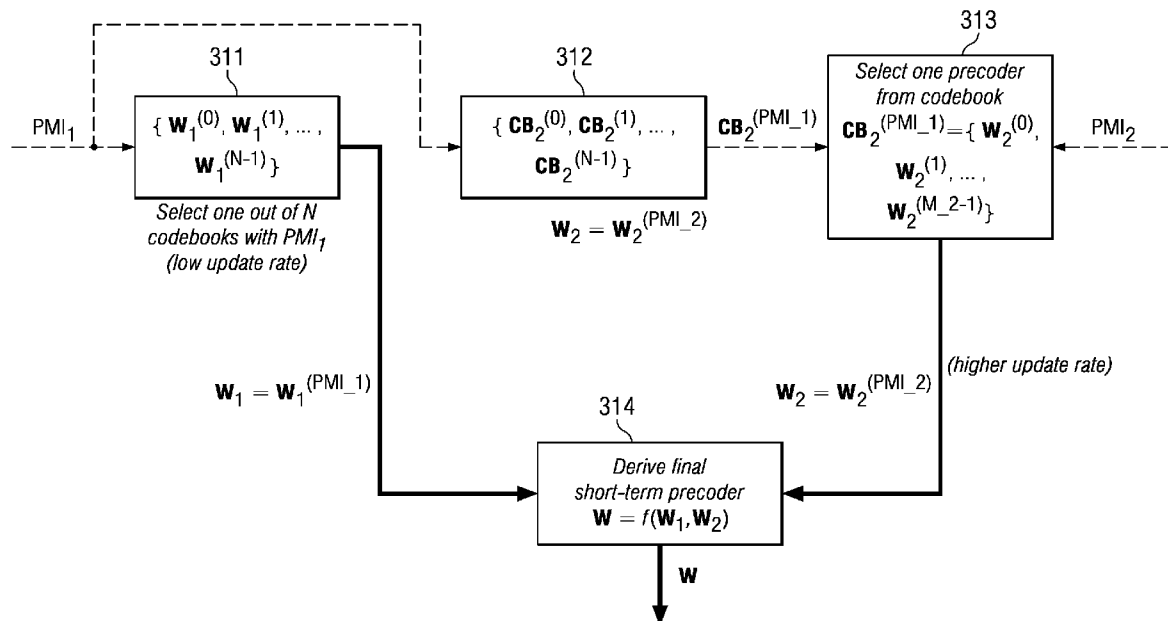 311
312
313
PMI₁
{ W₁⁽⁰⁾, W₁⁽¹⁾, ... ,
W₁⁽ᴺ⁻¹⁾ }
Select one out of N
codebooks with PMI₁
(low update rate)
{ CB₂⁽⁰⁾, CB₂⁽¹⁾, ... ,
CB₂⁽ᴺ⁻¹⁾ }
W₂ = W₂^(PMI_2)
CB₂^(PMI_1)
Select one precoder
from codebook
CB₂^(PMI_1)={ W₂⁽⁰⁾,
W₂⁽¹⁾, ... ,
W₂^(M_2-1)}
PMI₂
W₁ = W₁^(PMI_1)
W₂ = W₂^(PMI_2)
(higher update rate)
314
Derive final
short-term precoder
W = f(W₁,W₂)
W